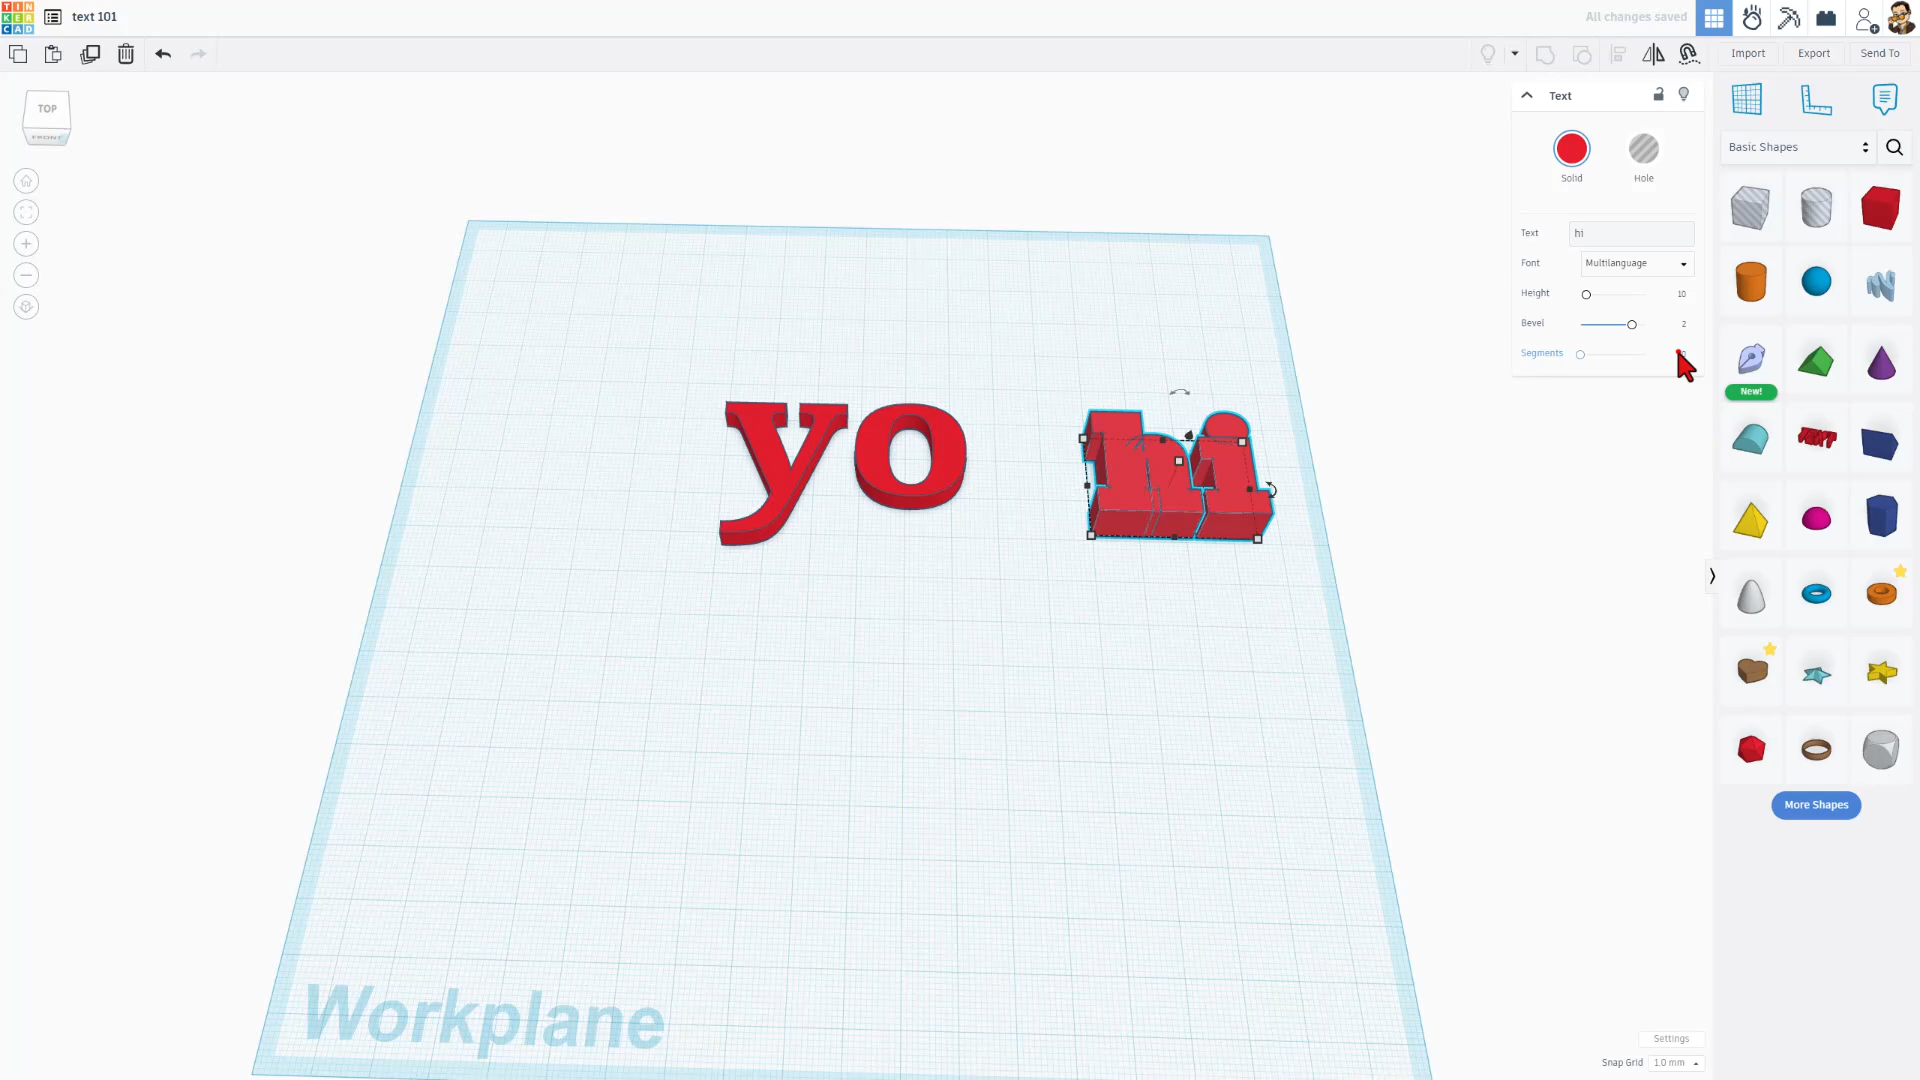 TIN
KER
CAD
text 101
All changes saved
Import
Export
Send To
TOP
FRONT
Text
Solid
Hole
Text
hi
Font
Multilanguage
Height
10
Bevel
2
Segments
Basic Shapes
New!
TEXT
yo
hi
More Shapes
Workplane
Settings
Snap Grid
1.0 mm